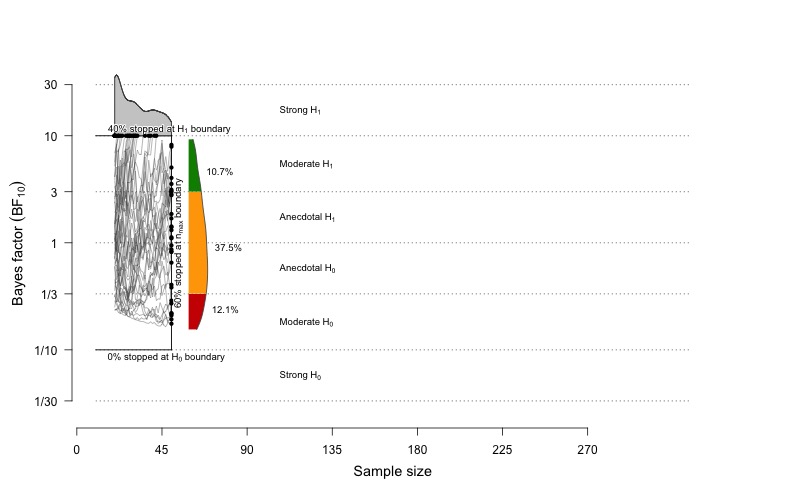 30
Strong H1
40% stopped at H1 boundary
10
Moderate H1
10.7%
3
Anecdotal H1
60% stopped at nmax boundary
1
37.5%
Anecdotal H0
1/3
12.1%
Moderate H0
1/10
0% stopped at H0 boundary
Strong H0
1/30
Bayes factor (BF10)
0 45 90 135 180 225 270
Sample size